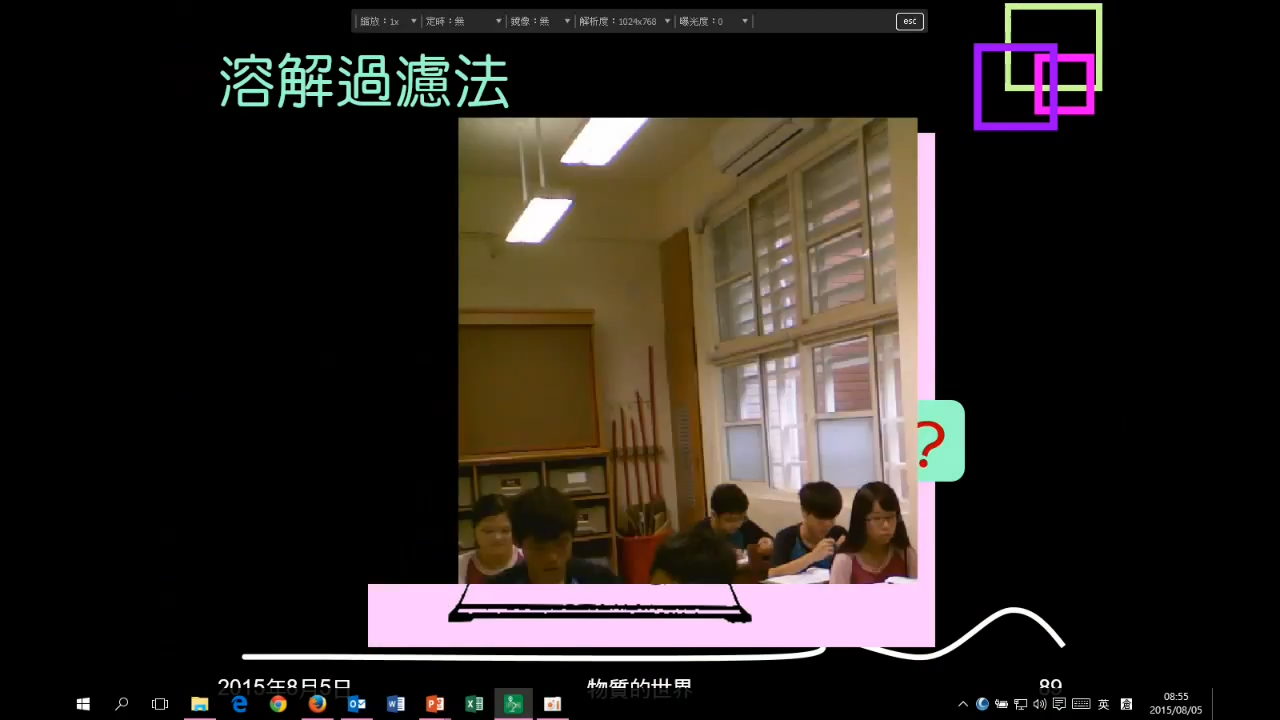 縮放：1x 定時：無 鏡像：無 解析度：1024x768 曝光度：0 esc
溶解過濾法
?
2015年8月5日 物質的世界 89
英
08:55
2015/08/05